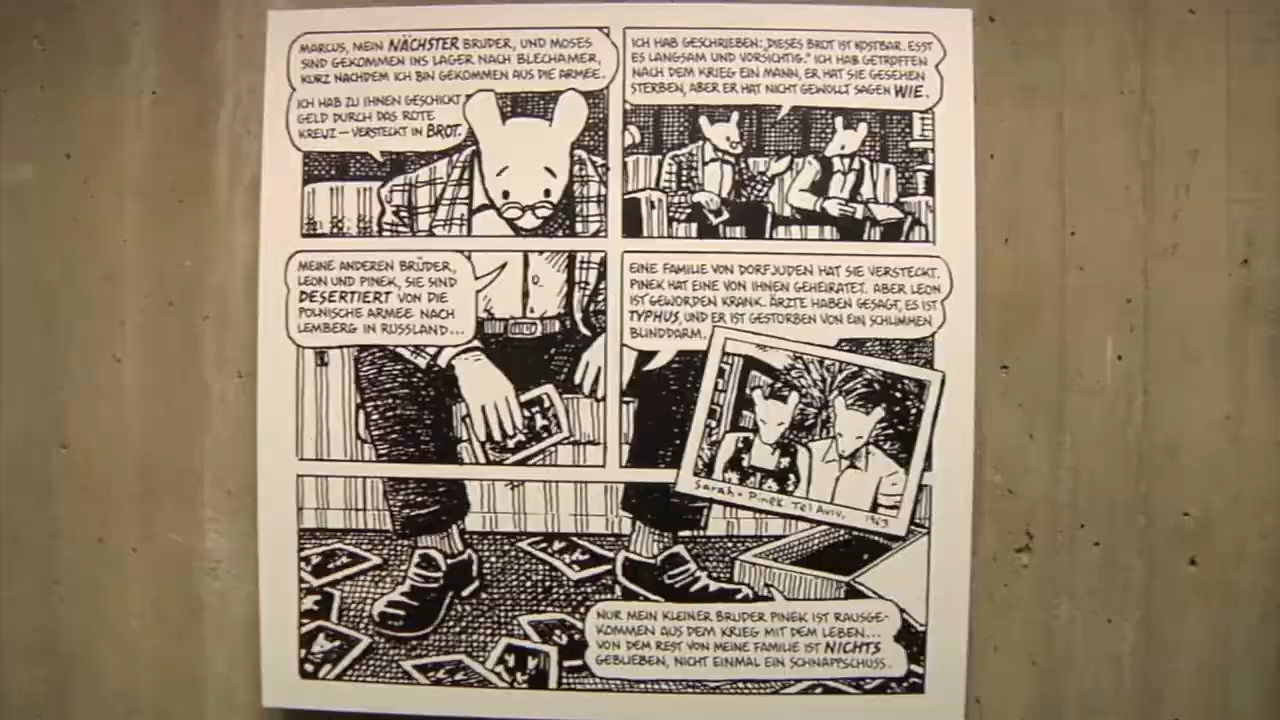 MARCUS, MEIN NÄCHSTER BRUDER, UND MOSES
SIND GEKOMMEN INS LAGER NACH BLECHAMER,
KURZ NACHDEM ICH BIN GEKOMMEN AUS DIE ARMEE.
ICH HAB ZU IHNEN GESCHICKT
GELD DURCH DAS ROTE
KREUZ — VERSTECKT IN BROT.
ICH HAB GESCHRIEBEN: „DIESES BROT IST KOSTBAR. ESST
ES LANGSAM UND VORSICHTIG." ICH HAB GETROFFEN
NACH DEM KRIEG EIN MANN, ER HAT SIE GESEHEN
STERBEN, ABER ER HAT NICHT GEWOLLT SAGEN WIE.
MEINE ANDEREN BRÜDER,
LEON UND PINEK, SIE SIND
DESERTIERT VON DIE
POLNISCHE ARMEE NACH
LEMBERG IN RUSSLAND...
EINE FAMILIE VON DORFJUDEN HAT SIE VERSTECKT.
PINEK HAT EINE VON IHNEN GEHEIRATET. ABER LEON
IST GEWORDEN KRANK. ÄRZTE HABEN GESAGT, ES IST
TYPHUS, UND ER IST GESTORBEN VON EIN SCHLIMMEN
BLINDDARM.
Sarah + Pinek Tel Aviv, 1963
NUR MEIN KLEINER BRUDER PINEK IST RAUSGE-
KOMMEN AUS DEM KRIEG MIT DEM LEBEN...
VON DEM REST VON MEINE FAMILIE IST NICHTS
GEBLIEBEN, NICHT EINMAL EIN SCHNAPPSCHUSS.